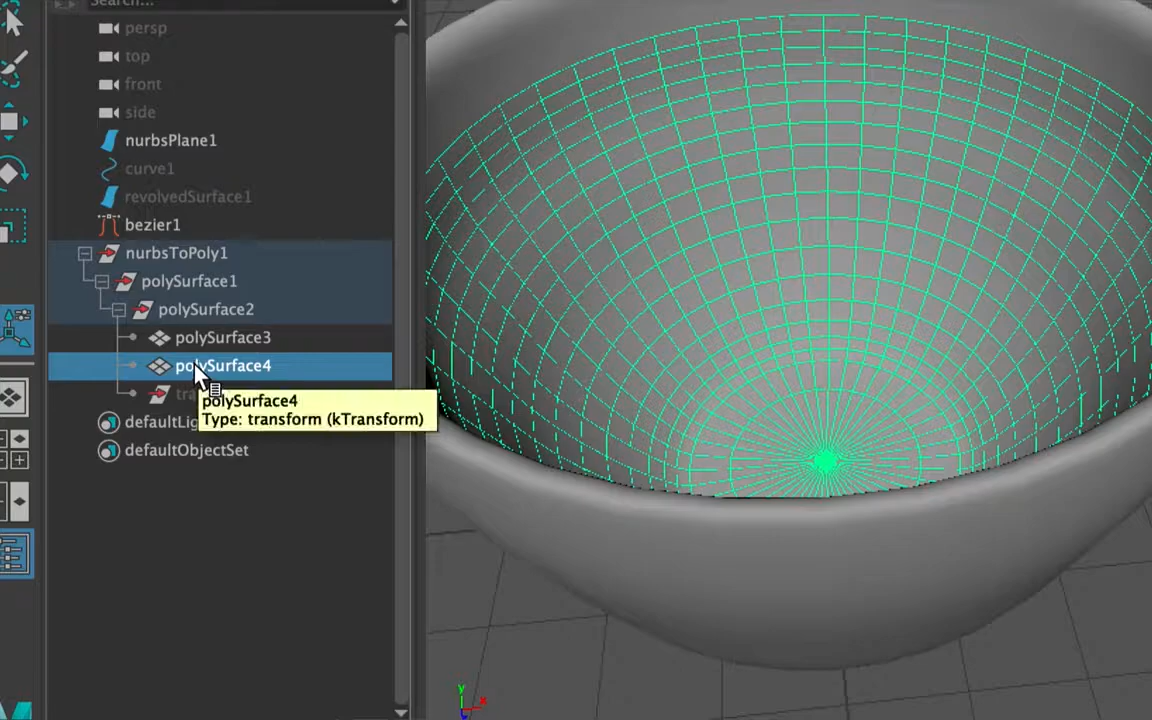 Search...
persp
top
front
side
nurbsPlane1
curve1
revolvedSurface1
bezier1
nurbsToPoly1
polySurface1
polySurface2
polySurface3
polySurface4
polySurface4
Type: transform (kTransform)
defaultObjectSet
y
x